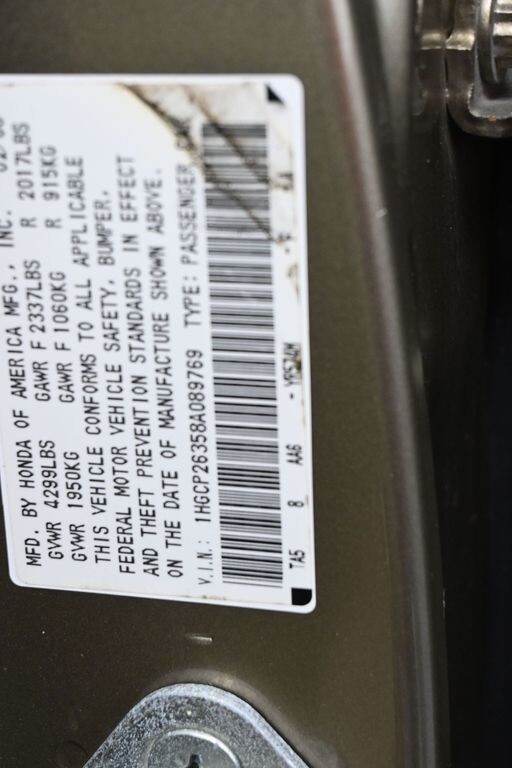 MFD. BY HONDA OF AMERICA MFG., INC.
GVWR 4299LBS GAWR F 2337LBS R 2017LBS
GVWR 1950KG GAWR F 1060KG R 915KG
THIS VEHICLE CONFORMS TO ALL APPLICABLE
FEDERAL MOTOR VEHICLE SAFETY, BUMPER,
AND THEFT PREVENTION STANDARDS IN EFFECT
ON THE DATE OF MANUFACTURE SHOWN ABOVE.
V.I.N.: 1HGCP26358A089769 TYPE: PASSENGER
TA5 8 AA6